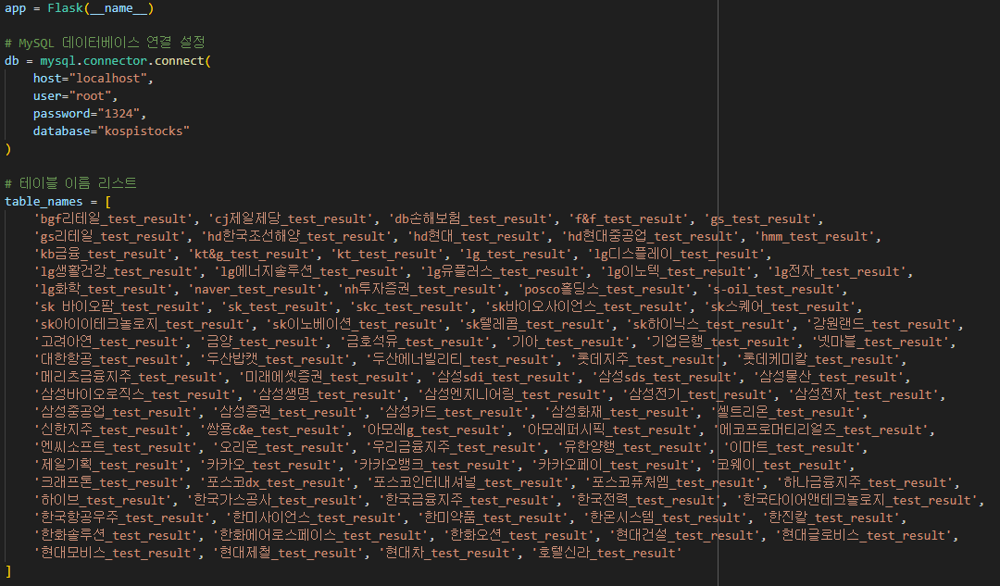 app = Flask(__name__)
# MySQL 데이터베이스 연결 설정
db = mysql.connector.connect(
host="localhost",
user="root",
password="1324",
database="kospistocks"
)
# 테이블 이름 리스트
table_names = [
'bgf리테일_test_result', 'cj제일제당_test_result', 'db손해보험_test_result', 'f&f_test_result', 'gs_test_result',
'gs리테일_test_result', 'hd한국조선해양_test_result', 'hd현대_test_result', 'hd현대중공업_test_result', 'hmm_test_result',
'kb금융_test_result', 'kt&g_test_result', 'kt_test_result', 'lg_test_result', 'lg디스플레이_test_result',
'lg생활건강_test_result', 'lg에너지솔루션_test_result', 'lg유플러스_test_result', 'lg이노텍_test_result', 'lg전자_test_result',
'lg화학_test_result', 'naver_test_result', 'nh투자증권_test_result', 'posco홀딩스_test_result', 's-oil_test_result',
'sk 바이오팜_test_result', 'sk_test_result', 'skc_test_result', 'sk바이오사이언스_test_result', 'sk스퀘어_test_result',
'sk아이이테크놀로지_test_result', 'sk이노베이션_test_result', 'sk텔레콤_test_result', 'sk하이닉스_test_result', '강원랜드_test_result',
'고려아연_test_result', '금양_test_result', '금호석유_test_result', '기아_test_result', '기업은행_test_result', '넷마블_test_result',
'대한항공_test_result', '두산밥캣_test_result', '두산에너빌리티_test_result', '롯데지주_test_result', '롯데케미칼_test_result',
'메리츠금융지주_test_result', '미래에셋증권_test_result', '삼성sdi_test_result', '삼성sds_test_result', '삼성물산_test_result',
'삼성바이오로직스_test_result', '삼성생명_test_result', '삼성엔지니어링_test_result', '삼성전기_test_result', '삼성전자_test_result',
'삼성중공업_test_result', '삼성증권_test_result', '삼성카드_test_result', '삼성화재_test_result', '셀트리온_test_result',
'신한지주_test_result', '쌍용c&e_test_result', '아모레g_test_result', '아모레퍼시픽_test_result', '에코프로머티리얼즈_test_result',
'엔씨소프트_test_result', '오리온_test_result', '우리금융지주_test_result', '유한양행_test_result', '이마트_test_result',
'제일기획_test_result', '카카오_test_result', '카카오뱅크_test_result', '카카오페이_test_result', '코웨이_test_result',
'크래프톤_test_result', '포스코dx_test_result', '포스코인터내셔널_test_result', '포스코퓨처엠_test_result', '하나금융지주_test_result',
'하이브_test_result', '한국가스공사_test_result', '한국금융지주_test_result', '한국전력_test_result', '한국타이어앤테크놀로지_test_result',
'한국항공우주_test_result', '한미사이언스_test_result', '한미약품_test_result', '한온시스템_test_result', '한진칼_test_result',
'한화솔루션_test_result', '한화에어로스페이스_test_result', '한화오션_test_result', '현대건설_test_result', '현대글로비스_test_result',
'현대모비스_test_result', '현대제철_test_result', '현대차_test_result', '호텔신라_test_result'
]